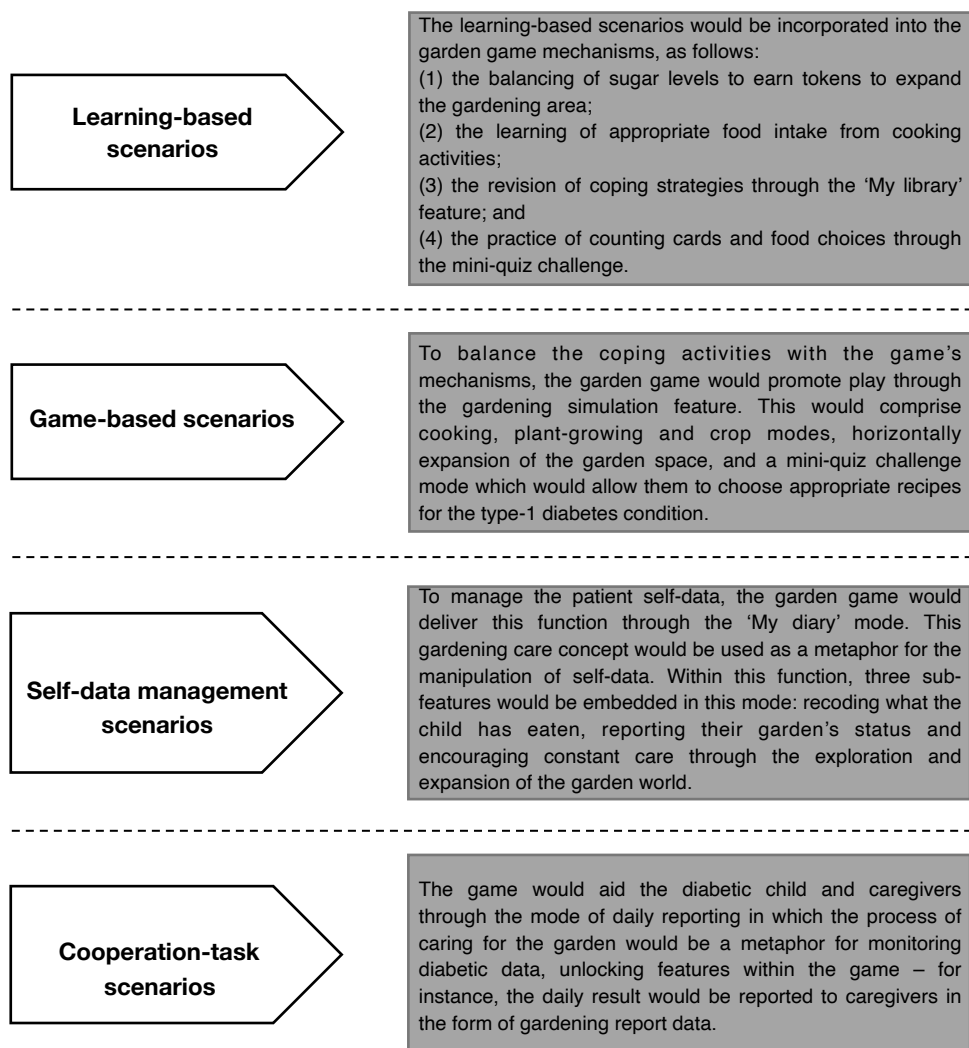 Learning-based
scenarios
The learning-based scenarios would be incorporated into the
garden game mechanisms, as follows:
(1) the balancing of sugar levels to earn tokens to expand
the gardening area;
(2) the learning of appropriate food intake from cooking
activities;
(3) the revision of coping strategies through the ‘My library’
feature; and
(4) the practice of counting cards and food choices through
the mini-quiz challenge.
Game-based scenarios
To balance the coping activities with the game’s
mechanisms, the garden game would promote play through
the gardening simulation feature. This would comprise
cooking, plant-growing and crop modes, horizontally
expansion of the garden space, and a mini-quiz challenge
mode which would allow them to choose appropriate recipes
for the type-1 diabetes condition.
Self-data management
scenarios
To manage the patient self-data, the garden game would
deliver this function through the ‘My diary’ mode. This
gardening care concept would be used as a metaphor for the
manipulation of self-data. Within this function, three sub-
features would be embedded in this mode: recoding what the
child has eaten, reporting their garden’s status and
encouraging constant care through the exploration and
expansion of the garden world.
Cooperation-task
scenarios
The game would aid the diabetic child and caregivers
through the mode of daily reporting in which the process of
caring for the garden would be a metaphor for monitoring
diabetic data, unlocking features within the game – for
instance, the daily result would be reported to caregivers in
the form of gardening report data.